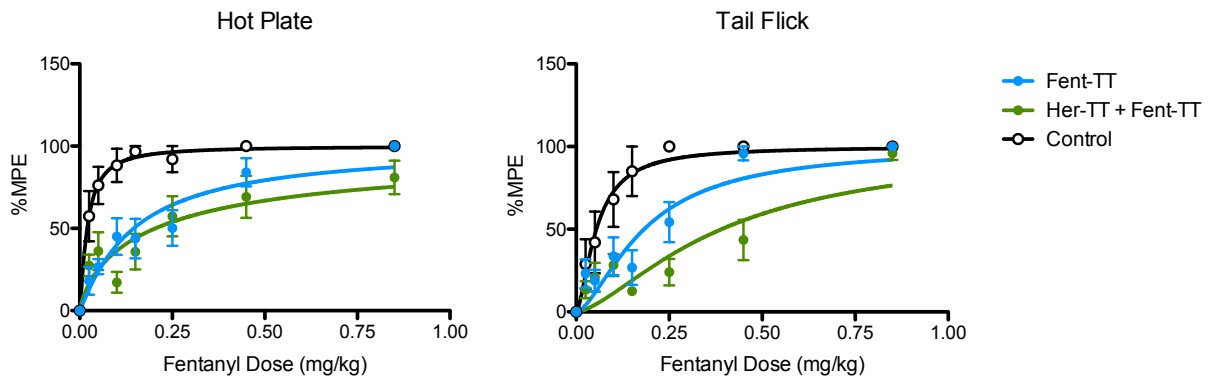 Hot Plate
150
100
50
0
%MPE
0.00
0.25
0.50
0.75
1.00
Fentanyl Dose (mg/kg)
Tail Flick
150
100
50
0
%MPE
0.00
0.25
0.50
0.75
1.00
Fentanyl Dose (mg/kg)
Fent-TT
Her-TT + Fent-TT
Control